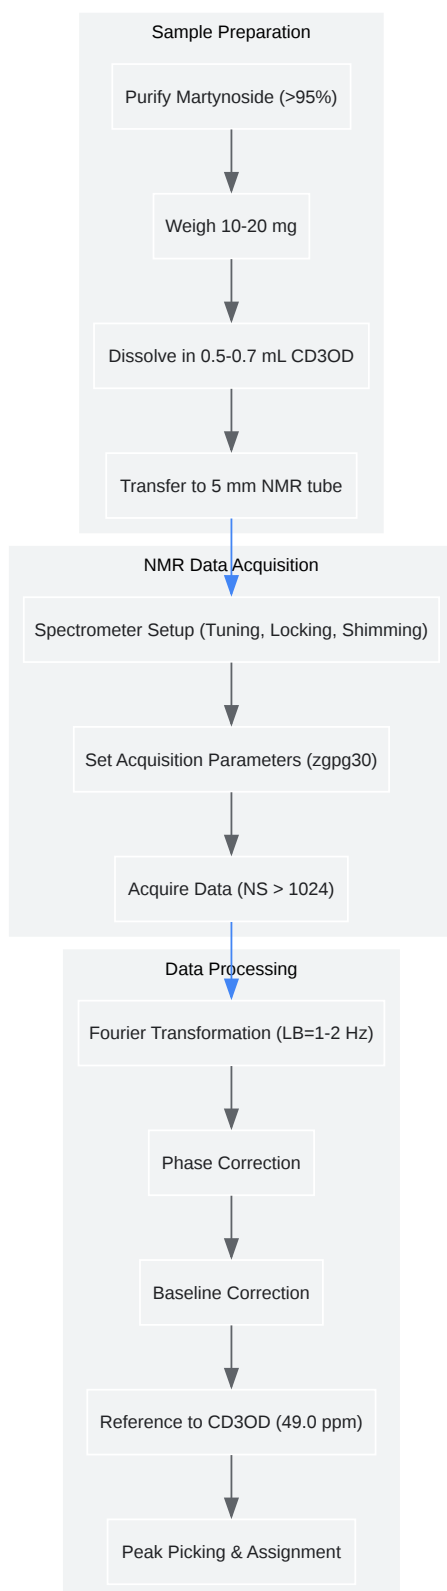 Sample Preparation
Purify Martynoside (>95%)
Weigh 10-20 mg
Dissolve in 0.5-0.7 mL CD3OD
Transfer to 5 mm NMR tube
NMR Data Acquisition
Spectrometer Setup (Tuning, Locking, Shimming)
Set Acquisition Parameters (zgpg30)
Acquire Data (NS > 1024)
Data Processing
Fourier Transformation (LB=1-2 Hz)
Phase Correction
Baseline Correction
Reference to CD3OD (49.0 ppm)
Peak Picking & Assignment